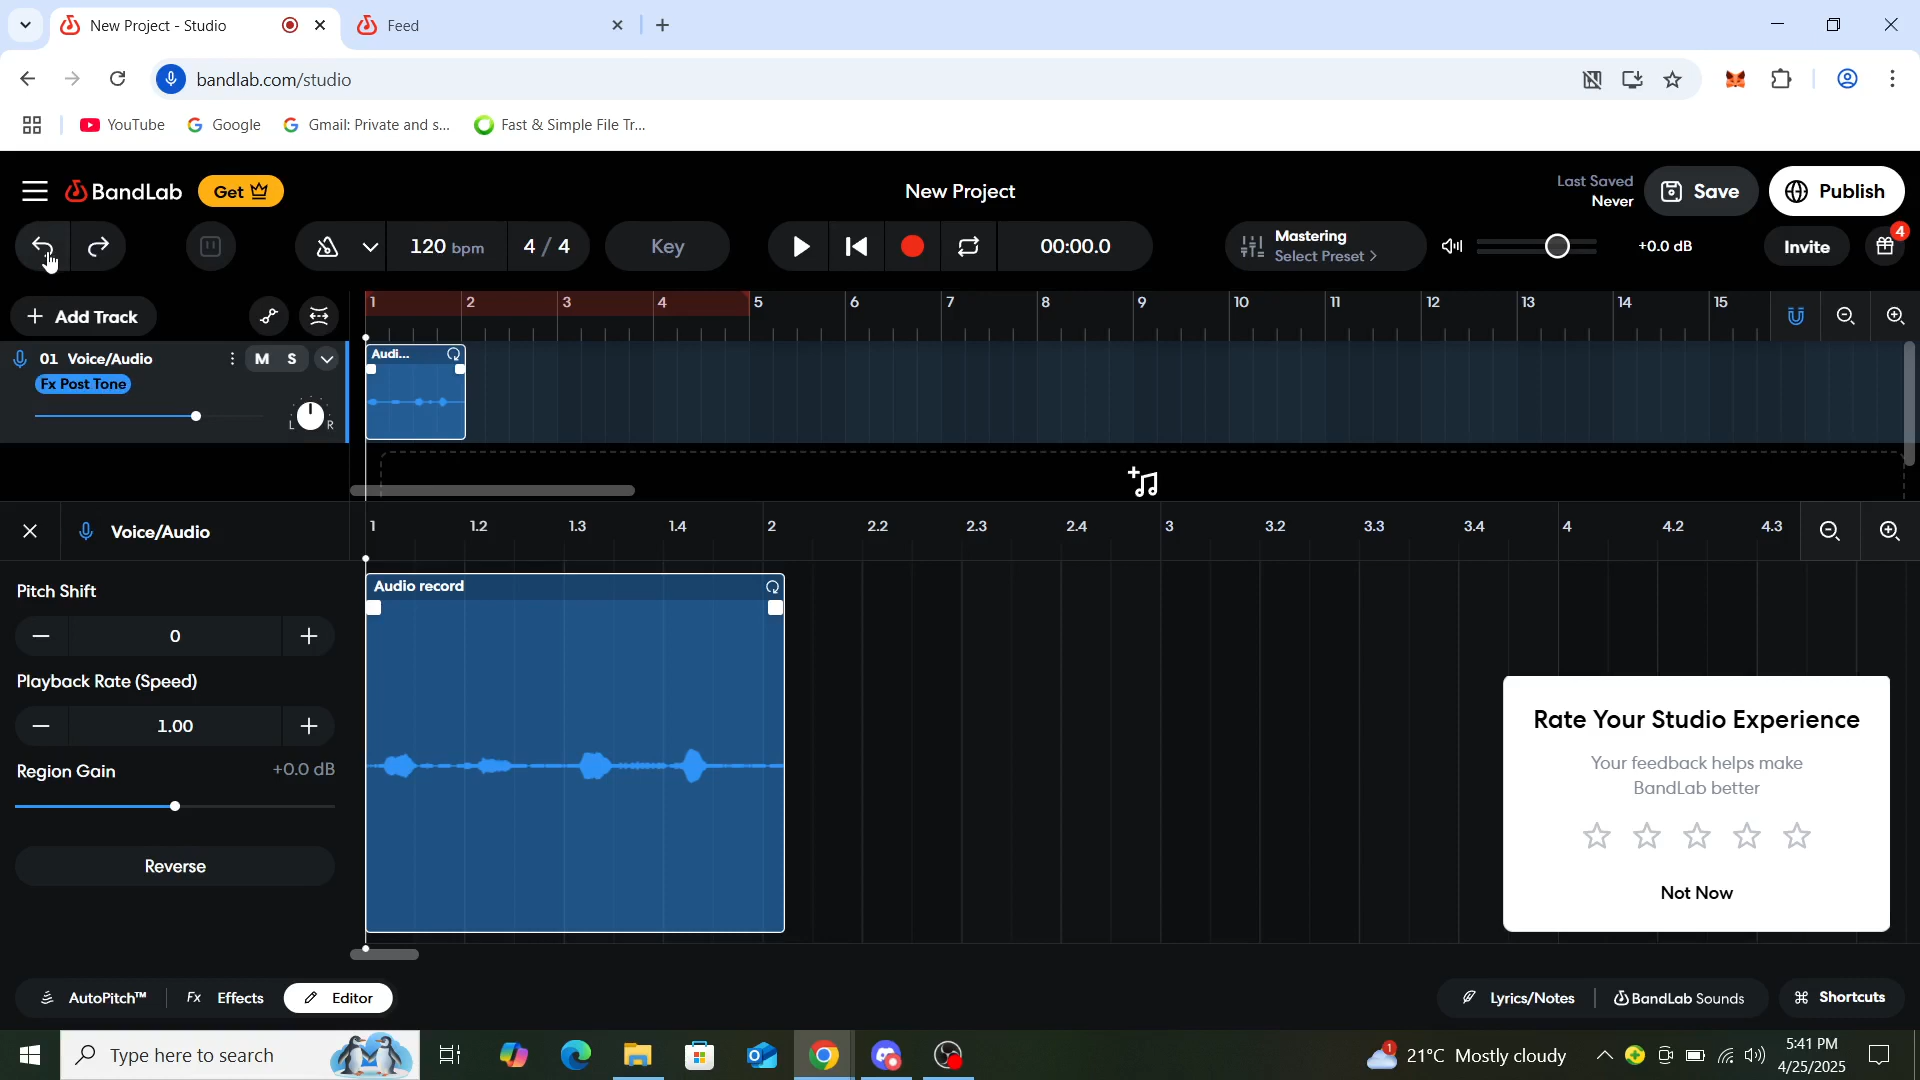 New Project - Studio
Feed
bandlab.com/studio
YouTube
Google
Gmail: Private and s...
Fast & Simple File Tr...
BandLab
Get
New Project
Last Saved
Never
Save
Publish
120 bpm
4 / 4
Key
00:00.0
Mastering
Select Preset >
+0.0 dB
Invite
4
+ Add Track
1 2 3 4 5 6 7 8 9 10 11 12 13 14 15
01 Voice/Audio
M S
Fx Post Tone
L R
Audi...
Voice/Audio
1 1.2 1.3 1.4 2 2.2 2.3 2.4 3 3.2 3.3 3.4 4 4.2 4.3
Audio record
Pitch Shift
0
Playback Rate (Speed)
1.00
Region Gain
+0.0 dB
Reverse
Rate Your Studio Experience
Your feedback helps make
BandLab better
Not Now
AutoPitch™
Fx Effects
Editor
Lyrics/Notes
BandLab Sounds
Shortcuts
Type here to search
1
21°C Mostly cloudy
5:41 PM
4/25/2025